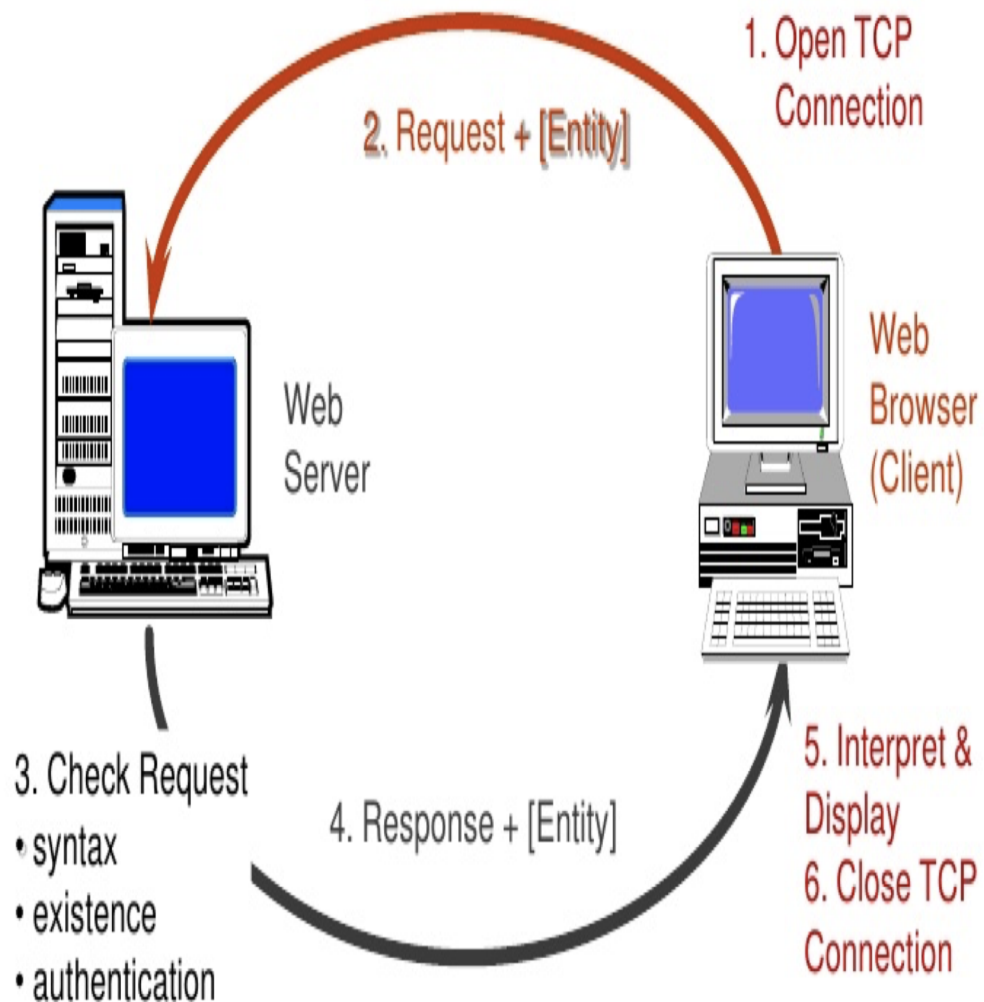 1. Open TCP
Connection
2. Request + [Entity]
Web
Server
Web
Browser
(Client)
3. Check Request
• syntax
• existence
• authentication
4. Response + [Entity]
5. Interpret &
Display
6. Close TCP
Connection